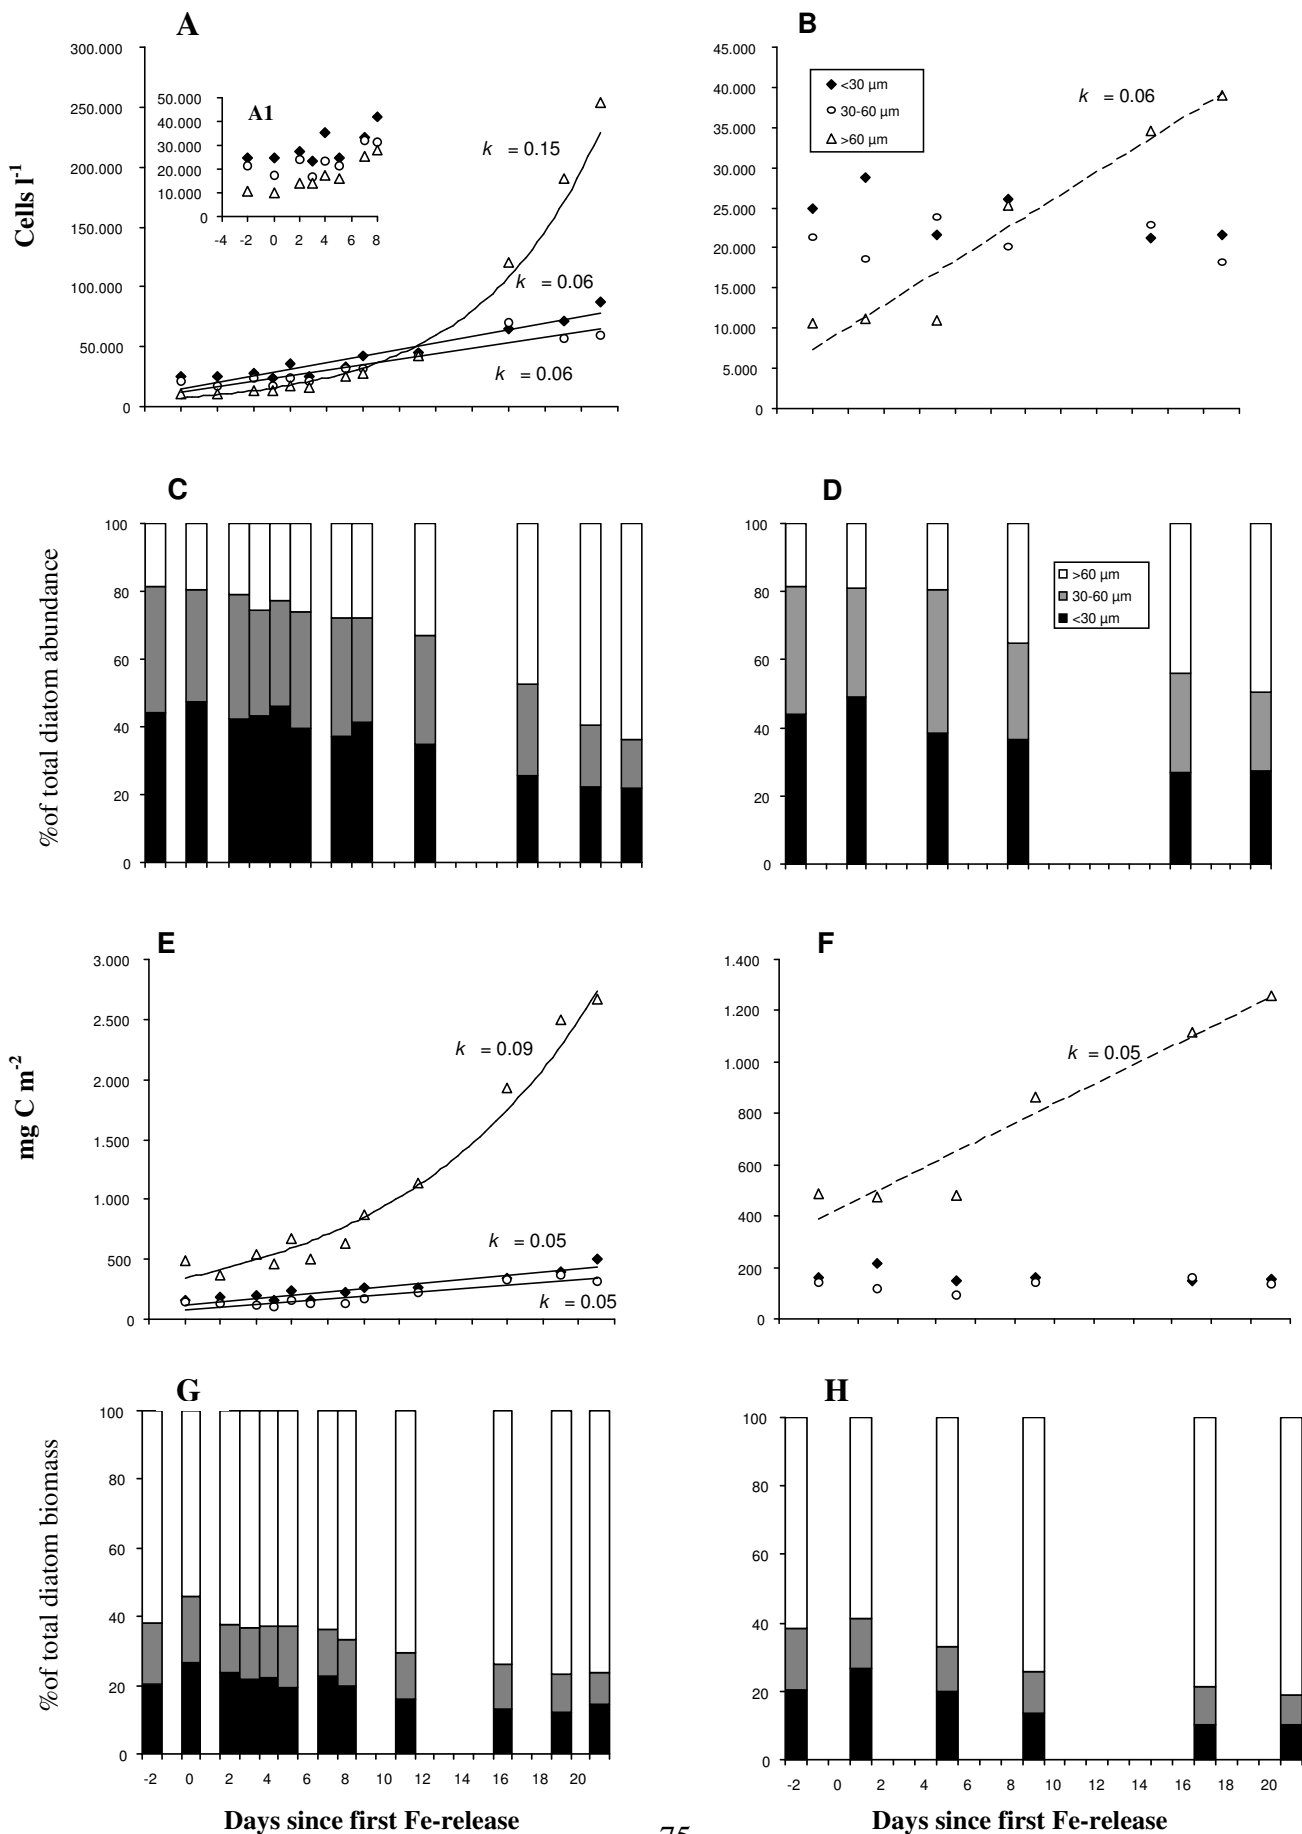 A
300.000
250.000
200.000
150.000
100.000
50.000
0
Cells l⁻¹
A1
50.000
40.000
30.000
20.000
10.000
0
-4 -2 0 2 4 6 8
k = 0.15
k = 0.06
k = 0.06
B
45.000
40.000
35.000
30.000
25.000
20.000
15.000
10.000
5.000
0
<30 µm
30-60 µm
>60 µm
k = 0.06
C
100
80
60
40
20
0
%of total diatom abundance
D
100
80
60
40
20
0
>60 µm
30-60 µm
<30 µm
E
3.000
2.500
2.000
1.500
1.000
500
0
mg C m⁻²
k = 0.09
k = 0.05
k = 0.05
F
1.400
1.200
1.000
800
600
400
200
0
k = 0.05
G
100
80
60
40
20
0
%of total diatom biomass
-2 0 2 4 6 8 10 12 14 16 18 20
Days since first Fe-release
H
100
80
60
40
20
0
-2 0 2 4 6 8 10 12 14 16 18 20
Days since first Fe-release
75